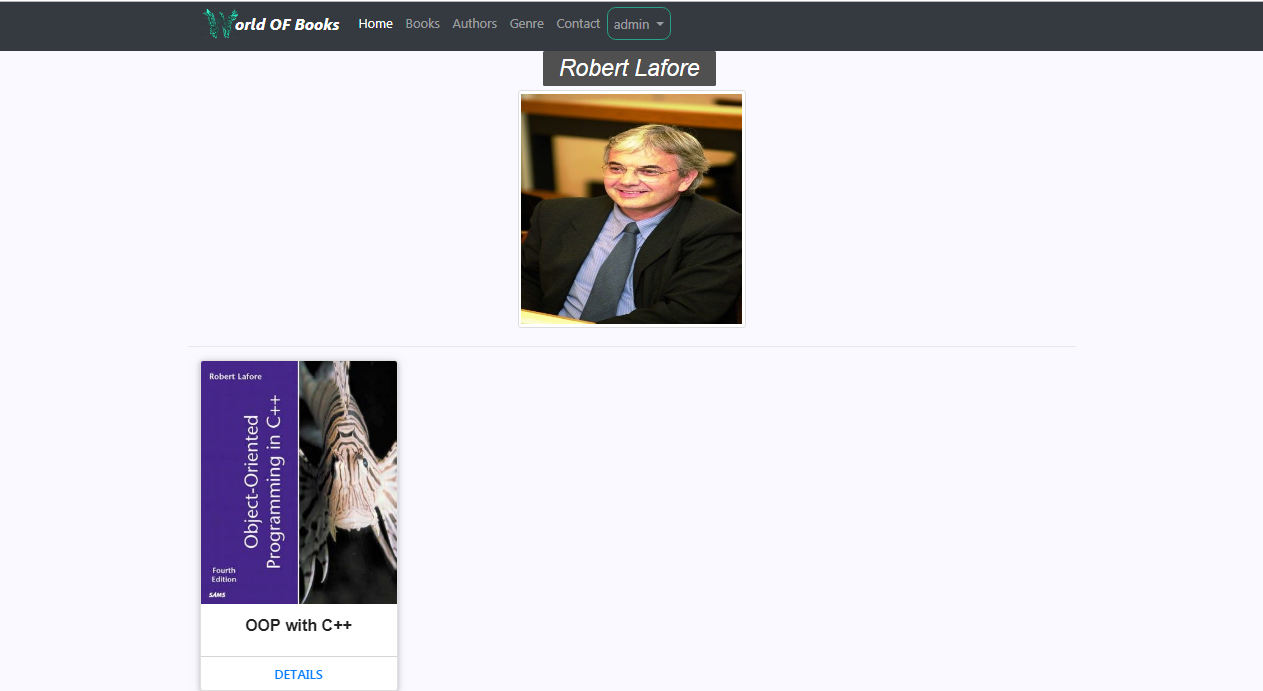 World OF Books Home Books Authors Genre Contact admin
Robert Lafore
Robert Lafore
Object-Oriented
Programming in C++
Fourth
Edition
SAMS
OOP with C++
DETAILS